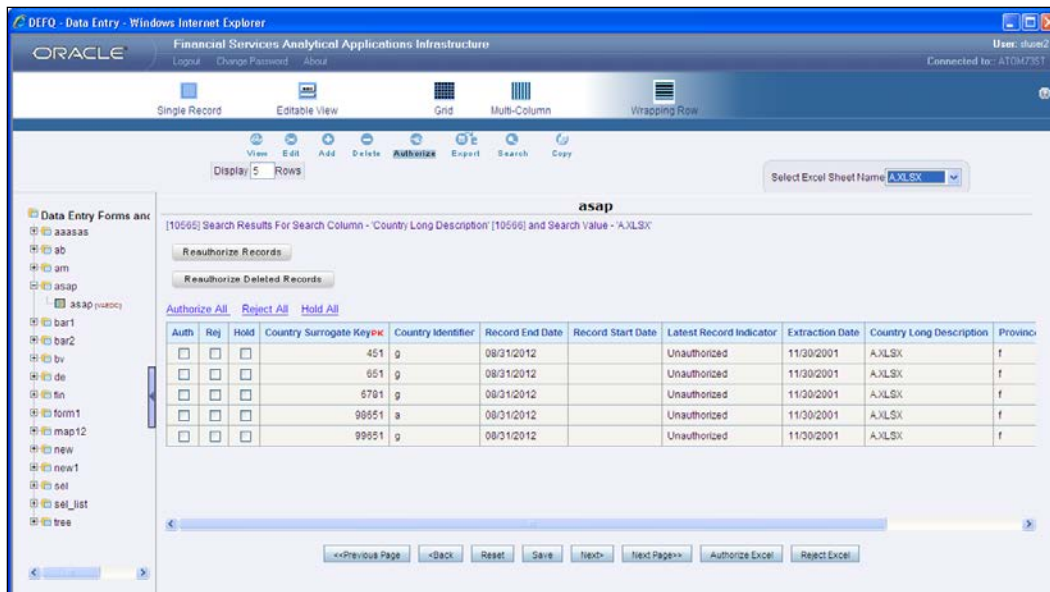 DEFQ - Data Entry - Windows Internet Explorer
ORACLE
Financial Services Analytical Applications Infrastructure
Logout Change Password About
Connected to:: ATOM73ST
Single Record Editable View Grid Multi-Column Wrapping Row
View Edit Add Delete Authorize Export Search Copy
Display 5 Rows
Select Excel Sheet Name A.XLSX
asap
[10565] Search Results For Search Column - 'Country Long Description' [10566] and Search Value - 'A.XLSX'
Reauthorize Records
Reauthorize Deleted Records
Authorize All Reject All Hold All
Auth Rej Hold Country Surrogate KeyPK Country Identifier Record End Date Record Start Date Latest Record Indicator Extraction Date Country Long Description Province
451 g 08/31/2012 Unauthorized 11/30/2001 A.XLSX f
651 g 08/31/2012 Unauthorized 11/30/2001 A.XLSX f
6781 g 08/31/2012 Unauthorized 11/30/2001 A.XLSX f
98651 a 08/31/2012 Unauthorized 11/30/2001 A.XLSX f
99651 g 08/31/2012 Unauthorized 11/30/2001 A.XLSX f
Data Entry Forms and
aaasas
ab
am
asap
asap
bar1
bar2
bv
de
fin
form1
map12
new
new1
sel
sel_list
tree
<<Previous Page <Back Reset Save Next> Next Page>> Authorize Excel Reject Excel